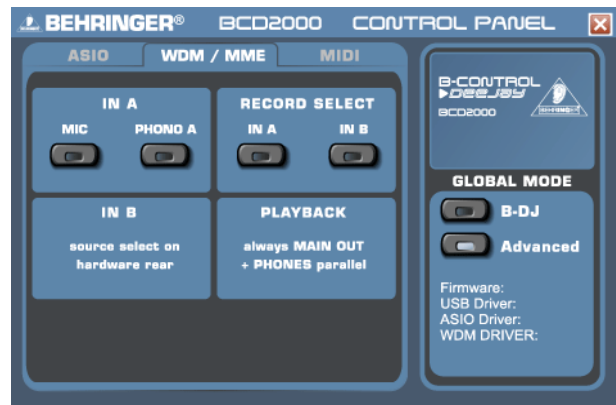 BEHRINGER® BCD2000 CONTROL PANEL
ASIO WDM / MME MIDI
IN A
MIC PHONO A
RECORD SELECT
IN A IN B
IN B
source select on
hardware rear
PLAYBACK
always MAIN OUT
+ PHONES parallel
B-CONTROL
DEEJAY
BCD2000
BEHRINGER
GLOBAL MODE
B-DJ
Advanced
Firmware:
USB Driver:
ASIO Driver:
WDM DRIVER: